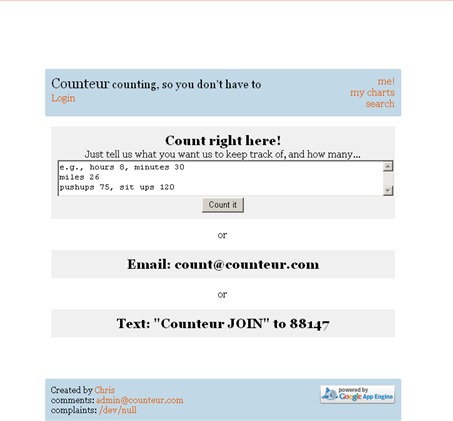 Counteur counting, so you don't have to
Login
me!
my charts
search
Count right here!
Just tell us what you want us to keep track of, and how many...
e.g., hours 8, minutes 30
miles 26
pushups 75, sit ups 120
Count it
or
Email: count@counteur.com
or
Text: "Counteur JOIN" to 88147
Created by Chris
comments: admin@counteur.com
complaints: /dev/null
powered by
Google App Engine